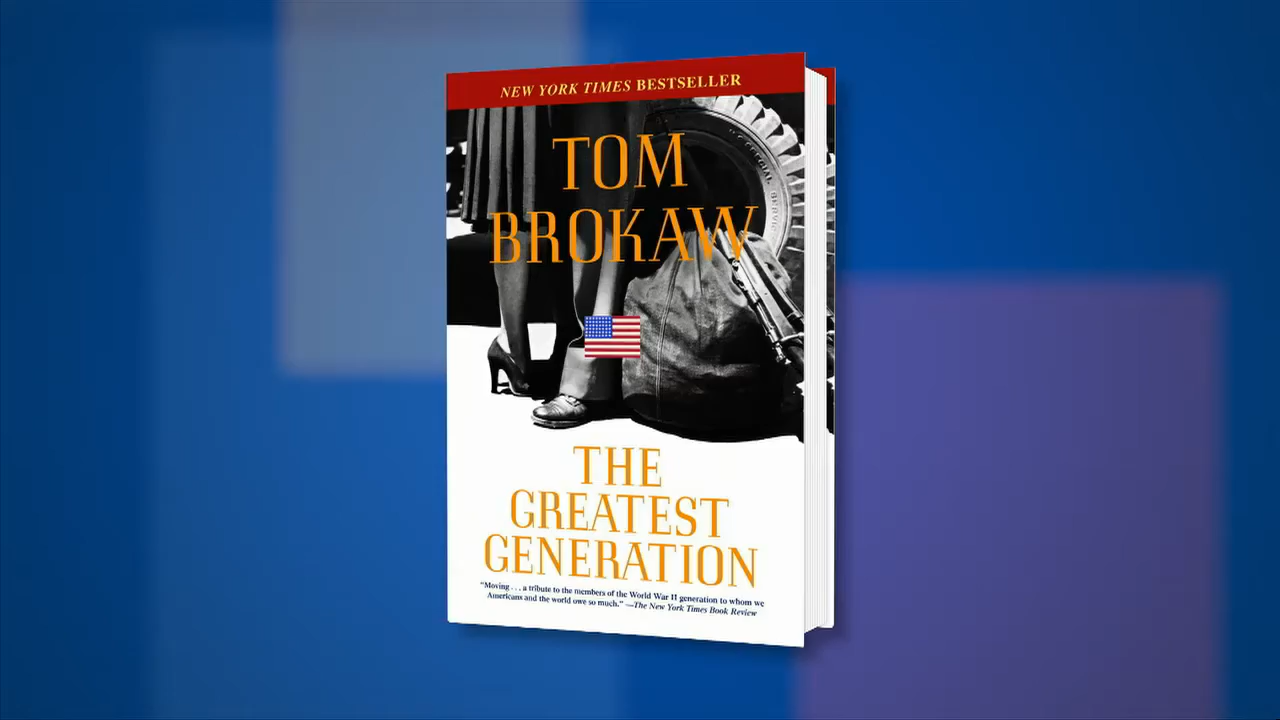 NEW YORK TIMES BESTSELLER
TOM
BROKAW
THE
GREATEST
GENERATION
“Moving . . . a tribute to the members of the World War II generation to whom we
Americans and the world owe so much.” —The New York Times Book Review